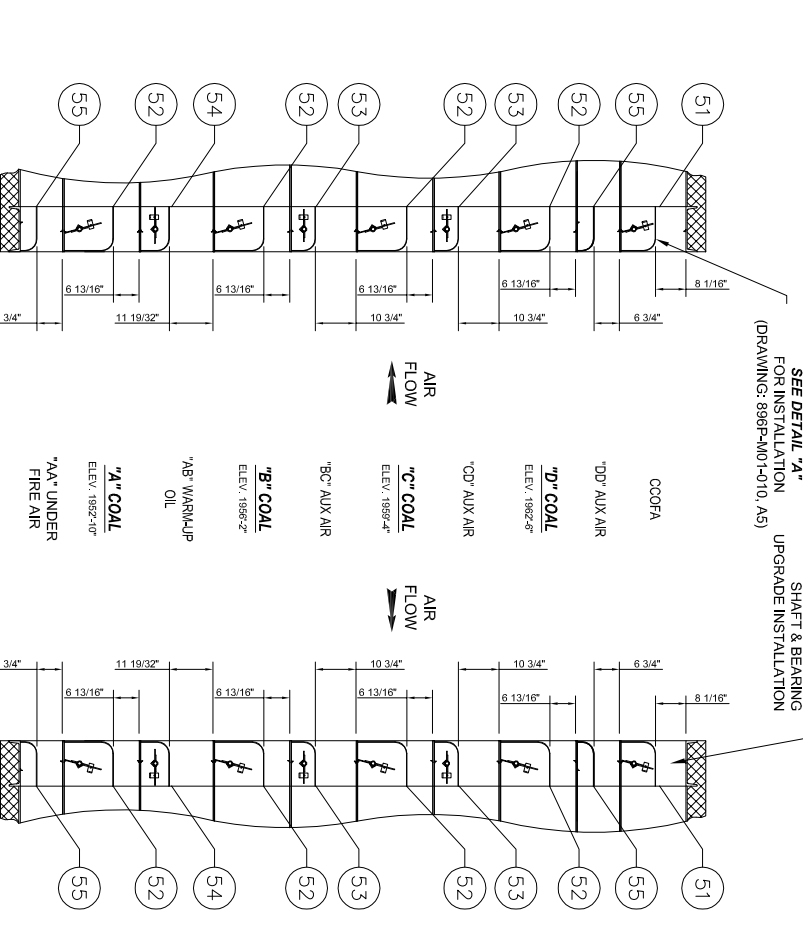 SEE DETAIL "A"
FOR INSTALLATION
(DRAWING: 896P-M01-010, A5)
SHAFT & BEARING
UPGRADE INSTALLATION
55
52
54
52
53
52
53
52
55
51
6 13/16"
6 13/16"
6 13/16"
6 13/16"
8 1/16"
3/4"
11 19/32"
10 3/4"
10 3/4"
6 3/4"
AIR
FLOW
CCOFA
"DD" AUX AIR
"D" COAL
ELEV. 1962'-6"
"CD" AUX AIR
"C" COAL
ELEV. 1959'-4"
"BC" AUX AIR
"B" COAL
ELEV. 1956'-2"
"AB" WARM-UP
OIL
"A" COAL
ELEV. 1952'-10"
"AA" UNDER
FIRE AIR
AIR
FLOW
3/4"
11 19/32"
10 3/4"
10 3/4"
6 3/4"
6 13/16"
6 13/16"
6 13/16"
6 13/16"
8 1/16"
55
52
54
52
53
52
53
52
55
51